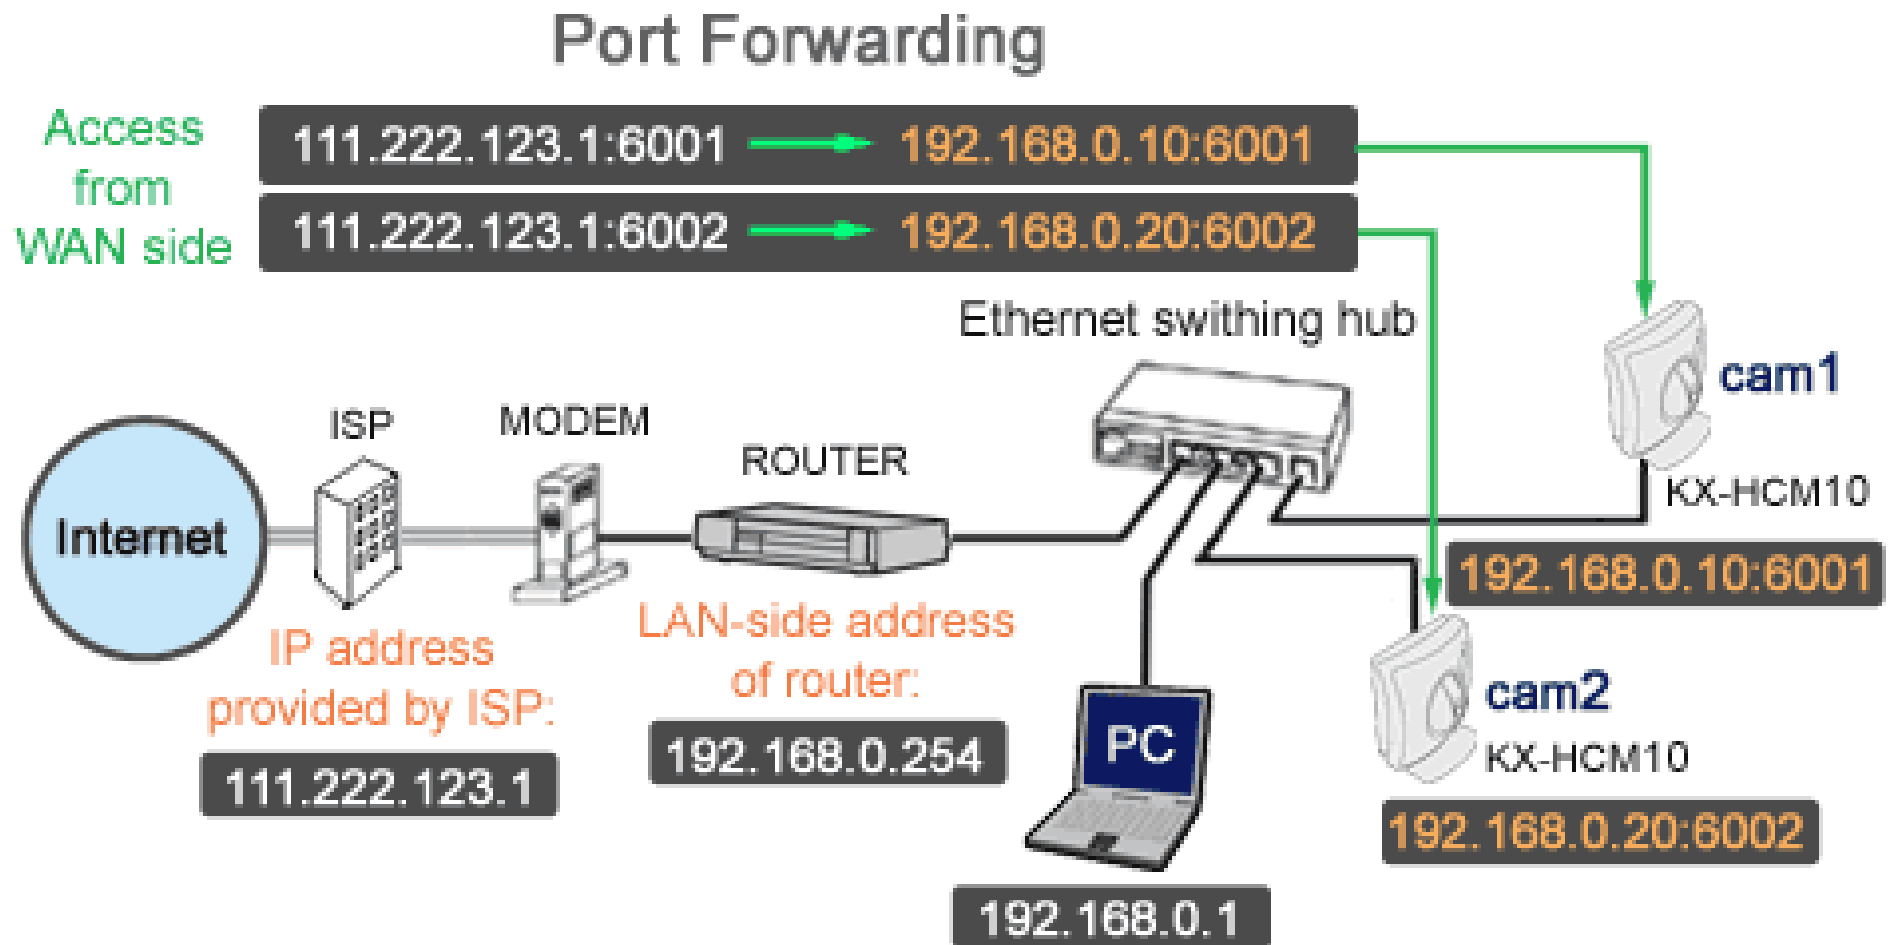 Port Forwarding
Access
from
WAN side
111.222.123.1:6001 192.168.0.10:6001
111.222.123.1:6002 192.168.0.20:6002
Ethernet swithing hub
cam1
KX-HCM10
192.168.0.10:6001
ISP
MODEM
ROUTER
Internet
IP address
provided by ISP:
111.222.123.1
LAN-side address
of router:
192.168.0.254
PC
192.168.0.1
cam2
KX-HCM10
192.168.0.20:6002